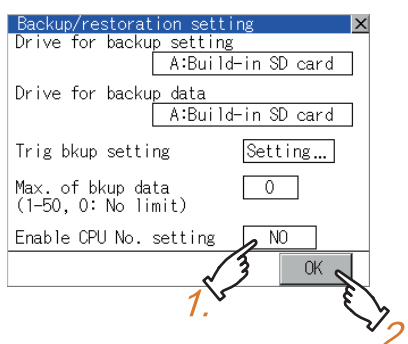 Backup/restoration setting
Drive for backup setting
A:Build-in SD card
Drive for backup data
A:Build-in SD card
Trig bkup setting Setting...
Max. of bkup data 0
(1-50, 0: No limit)
Enable CPU No. setting NO
OK
1.
2